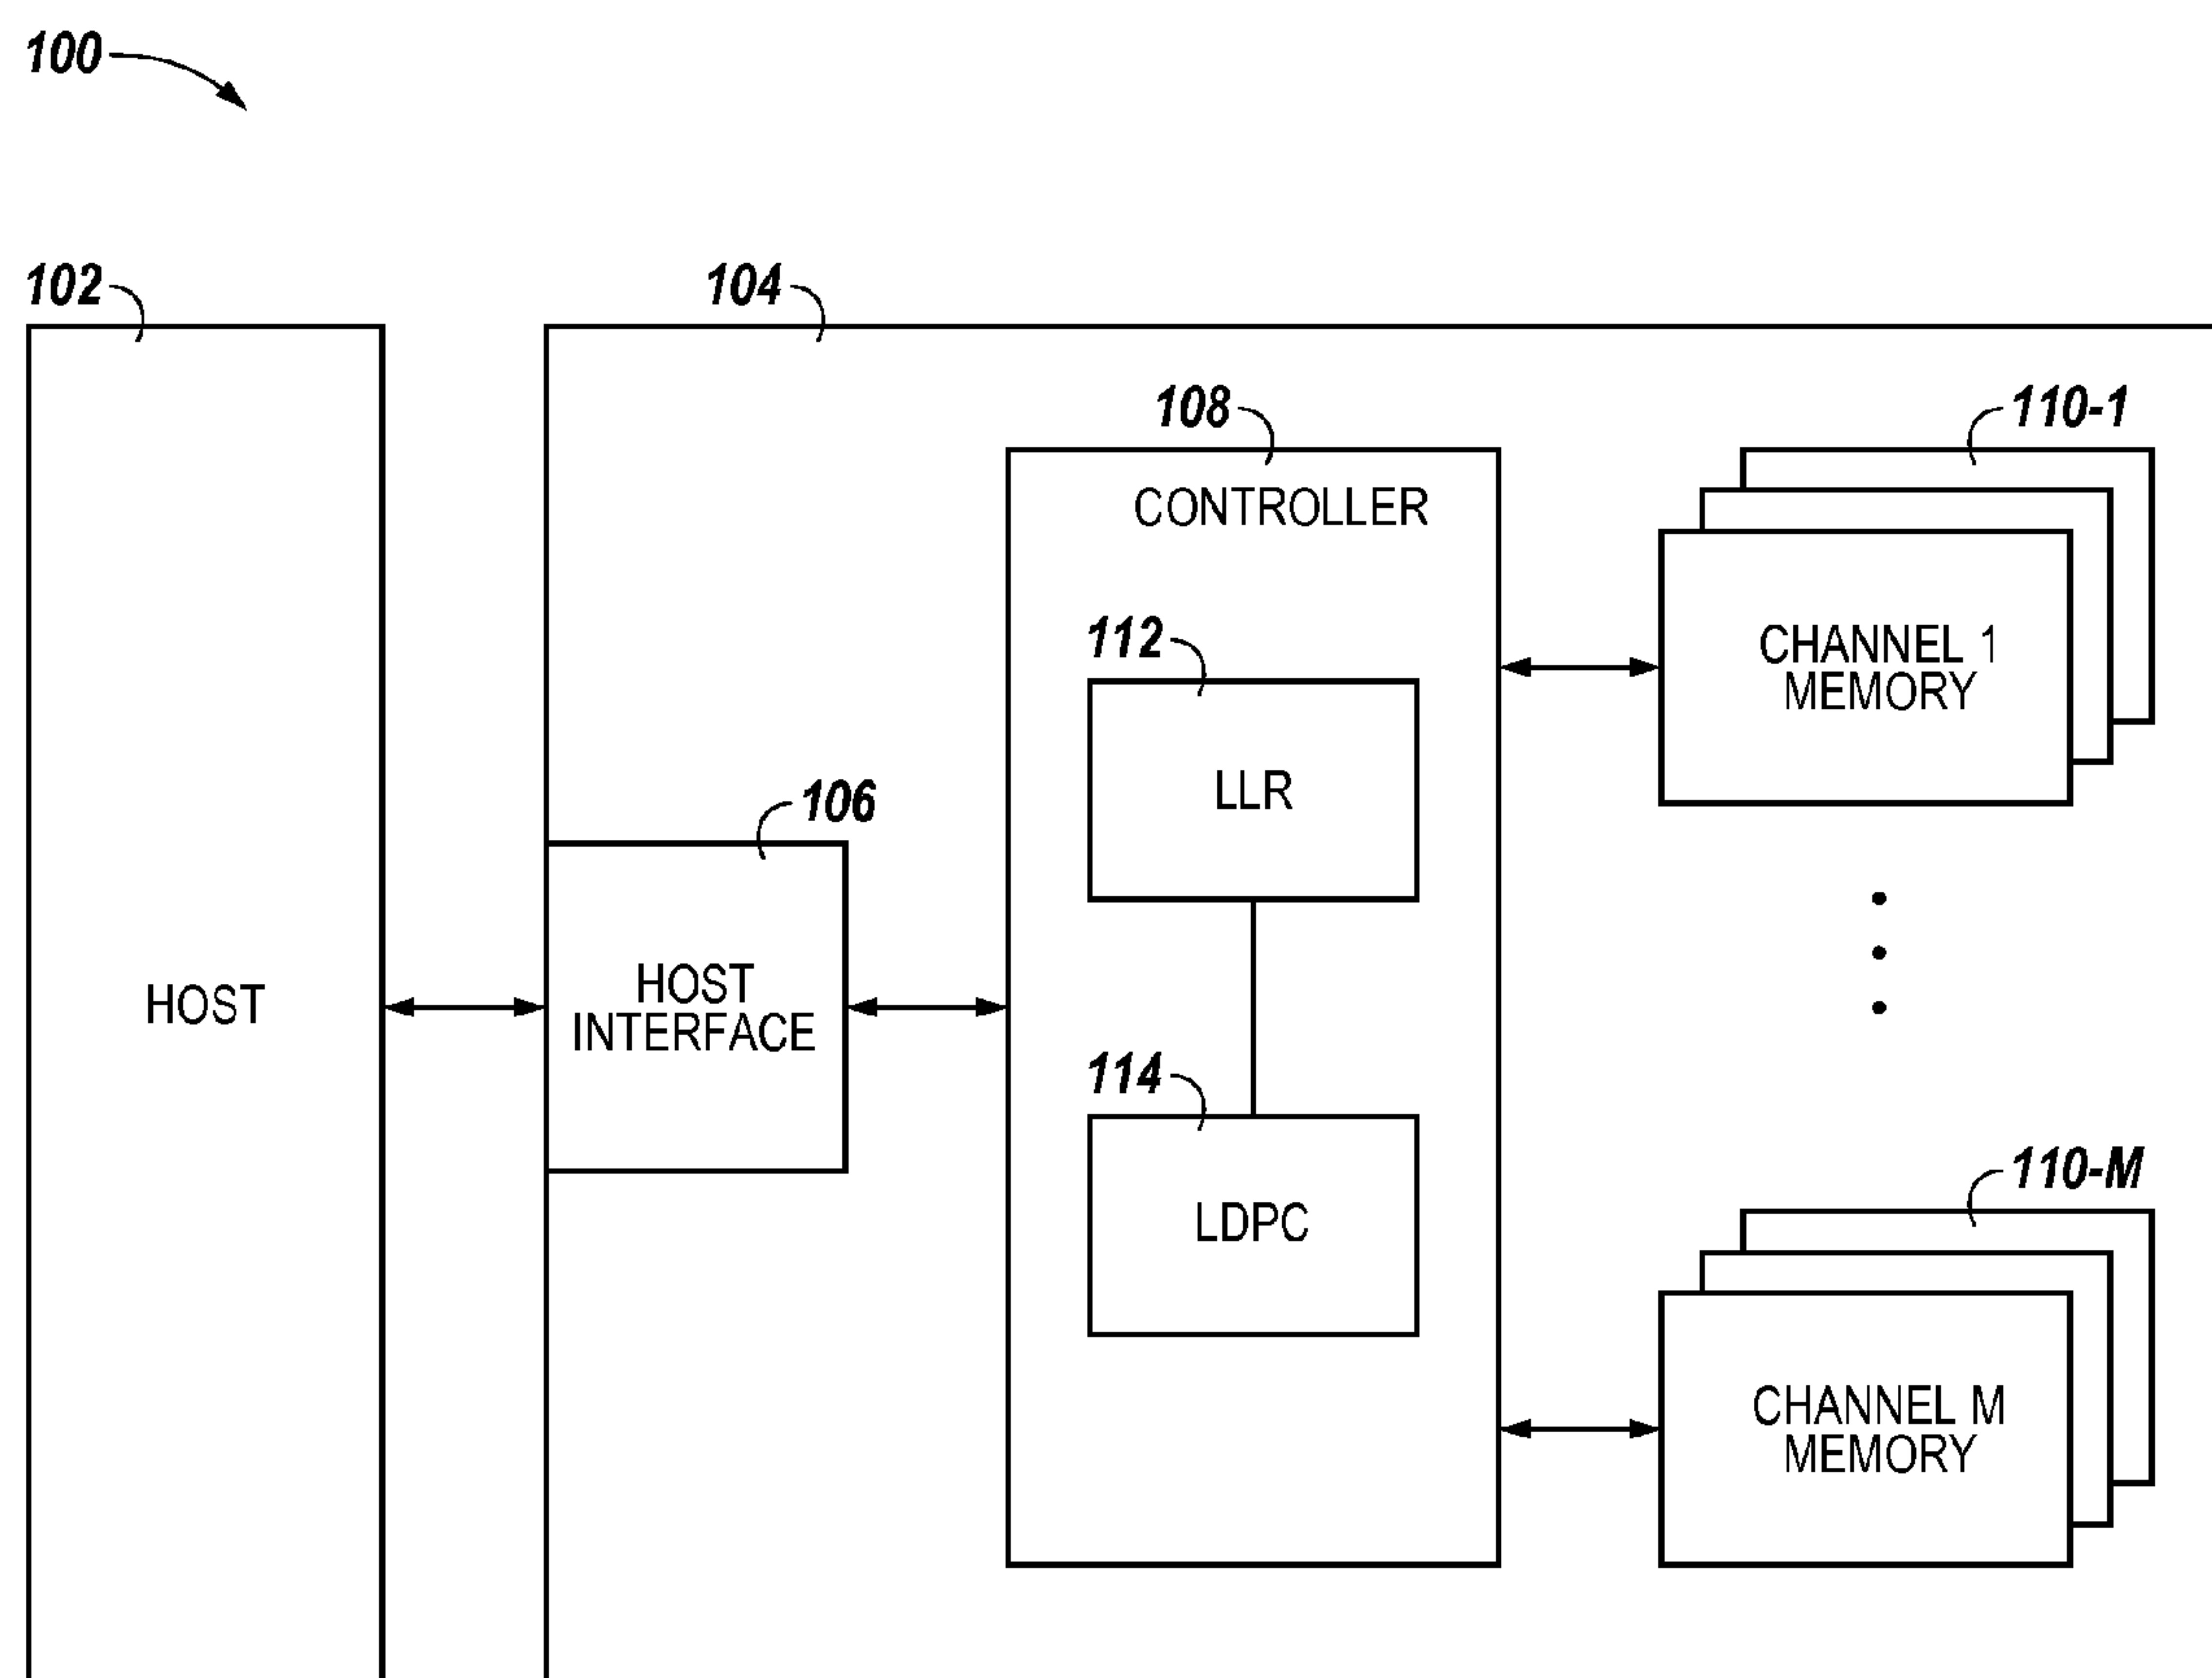 100
102
104
108
110-1
CONTROLLER
112
CHANNEL 1
MEMORY
LLR
106
HOST
HOST
INTERFACE
114
110-M
LDPC
CHANNEL M
MEMORY